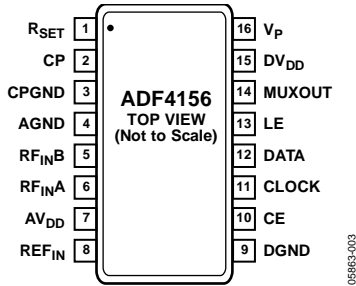 RSET 1
CP 2
CPGND 3
AGND 4
RFINB 5
RFINA 6
AVDD 7
REFIN 8
ADF4156
TOP VIEW
(Not to Scale)
16 VP
15 DVDD
14 MUXOUT
13 LE
12 DATA
11 CLOCK
10 CE
9 DGND
05863-003